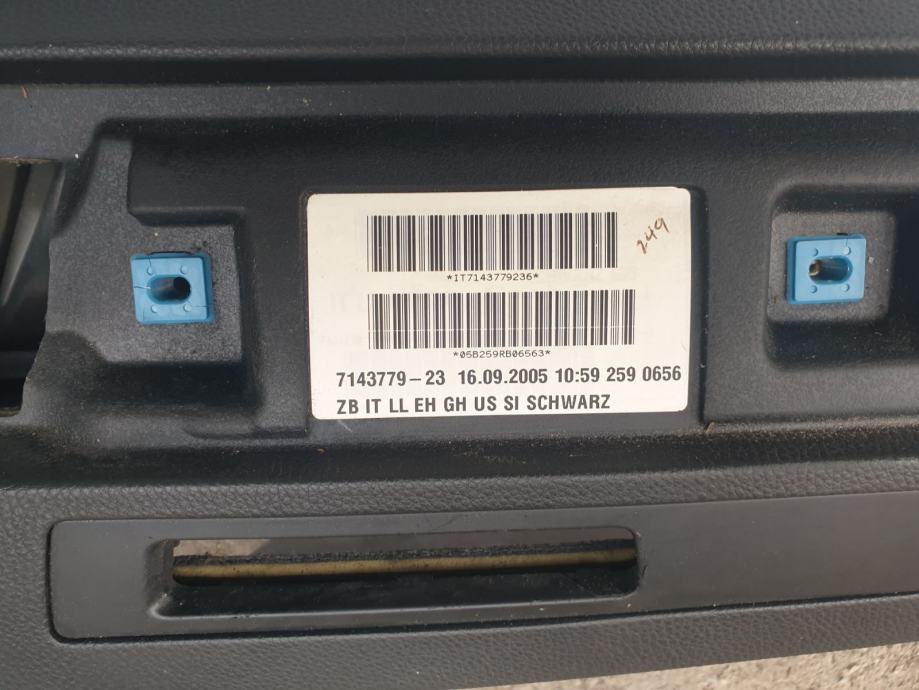 249
*IT7143779236*
*05B259RB06563*
7143779-23 16.09.2005 10:59 259 0656
ZB IT LL EH GH US SI SCHWARZ